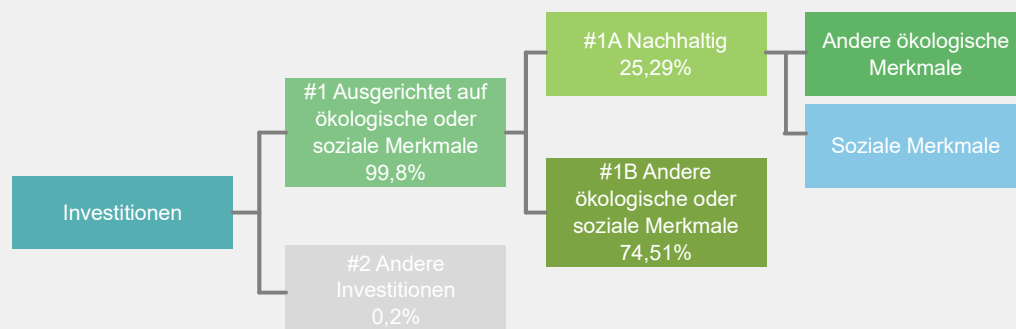 Investitionen
#1 Ausgerichtet auf
ökologische oder
soziale Merkmale
99,8%
#2 Andere
Investitionen
0,2%
#1A Nachhaltig
25,29%
#1B Andere
ökologische oder
soziale Merkmale
74,51%
Andere ökologische
Merkmale
Soziale Merkmale